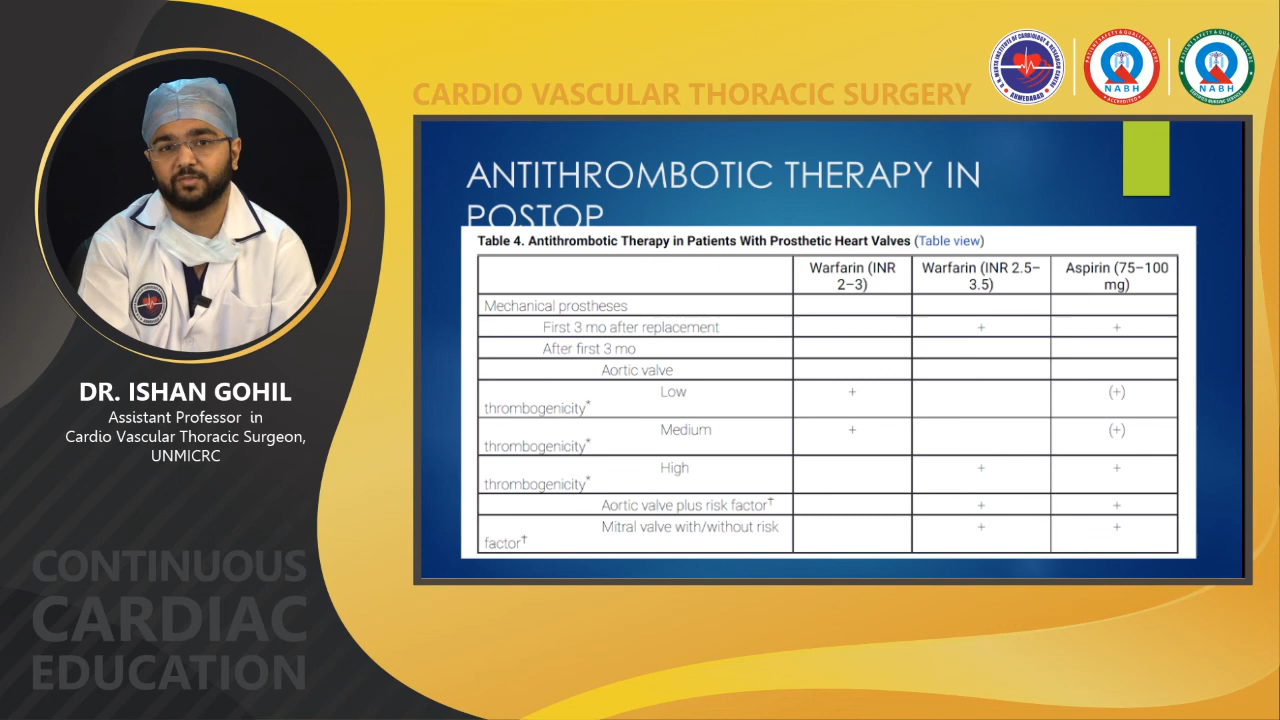 CARDIO VASCULAR THORACIC SURGERY
NABH
NABH
ANTITHROMBOTIC THERAPY IN
POSTOP
Table 4. Antithrombotic Therapy in Patients With Prosthetic Heart Valves (Table view)
Warfarin (INR 2–3) Warfarin (INR 2.5–3.5) Aspirin (75–100 mg)
Mechanical prostheses
First 3 mo after replacement + +
After first 3 mo
Aortic valve
Low thrombogenicity* + (+)
Medium thrombogenicity* + (+)
High thrombogenicity* + +
Aortic valve plus risk factor† + +
Mitral valve with/without risk factor† + +
DR. ISHAN GOHIL
Assistant Professor in
Cardio Vascular Thoracic Surgeon,
UNMICRC
CONTINUOUS
CARDIAC
EDUCATION